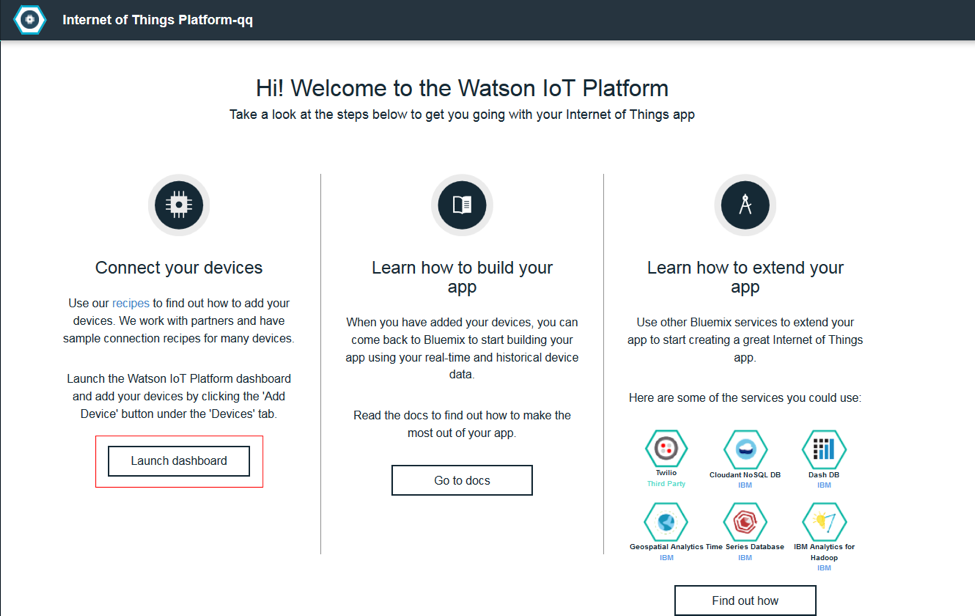 Internet of Things Platform-qq
Hi! Welcome to the Watson IoT Platform
Take a look at the steps below to get you going with your Internet of Things app
Connect your devices
Use our recipes to find out how to add your
devices. We work with partners and have
sample connection recipes for many devices.
Launch the Watson IoT Platform dashboard
and add your devices by clicking the 'Add
Device' button under the 'Devices' tab.
Launch dashboard
Learn how to build your
app
When you have added your devices, you can
come back to Bluemix to start building your
app using your real-time and historical device
data.
Read the docs to find out how to make the
most out of your app.
Go to docs
Learn how to extend your
app
Use other Bluemix services to extend your
app to start creating a great Internet of Things
app.
Here are some of the services you could use:
Twilio
Third Party
Cloudant NoSQL DB
IBM
Dash DB
IBM
Geospatial Analytics
IBM
Time Series Database
IBM
IBM Analytics for
Hadoop
IBM
Find out how